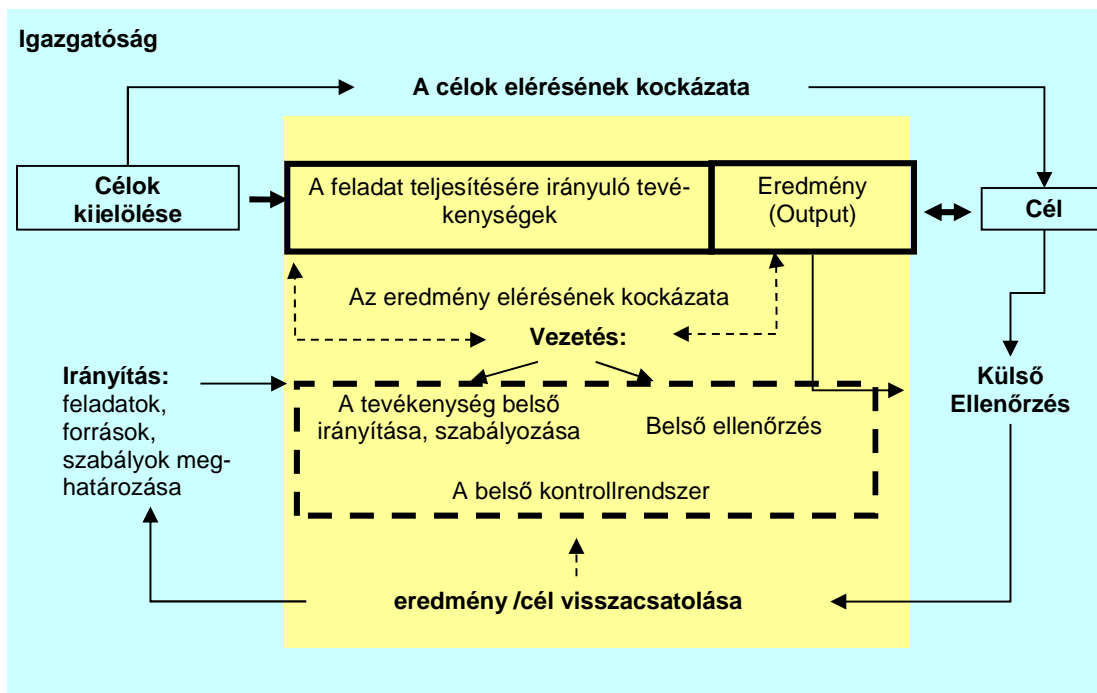 Igazgatóság
A célok elérésének kockázata
Célok
kijelölése
A feladat teljesítésére irányuló tevé-
kenységek
Eredmény
(Output)
Cél
Az eredmény elérésének kockázata
Vezetés:
Irányítás:
feladatok,
források,
szabályok meg-
határozása
A tevékenység belső
irányítása, szabályozása
Belső ellenőrzés
Külső
Ellenőrzés
A belső kontrollrendszer
eredmény /cél visszacsatolása